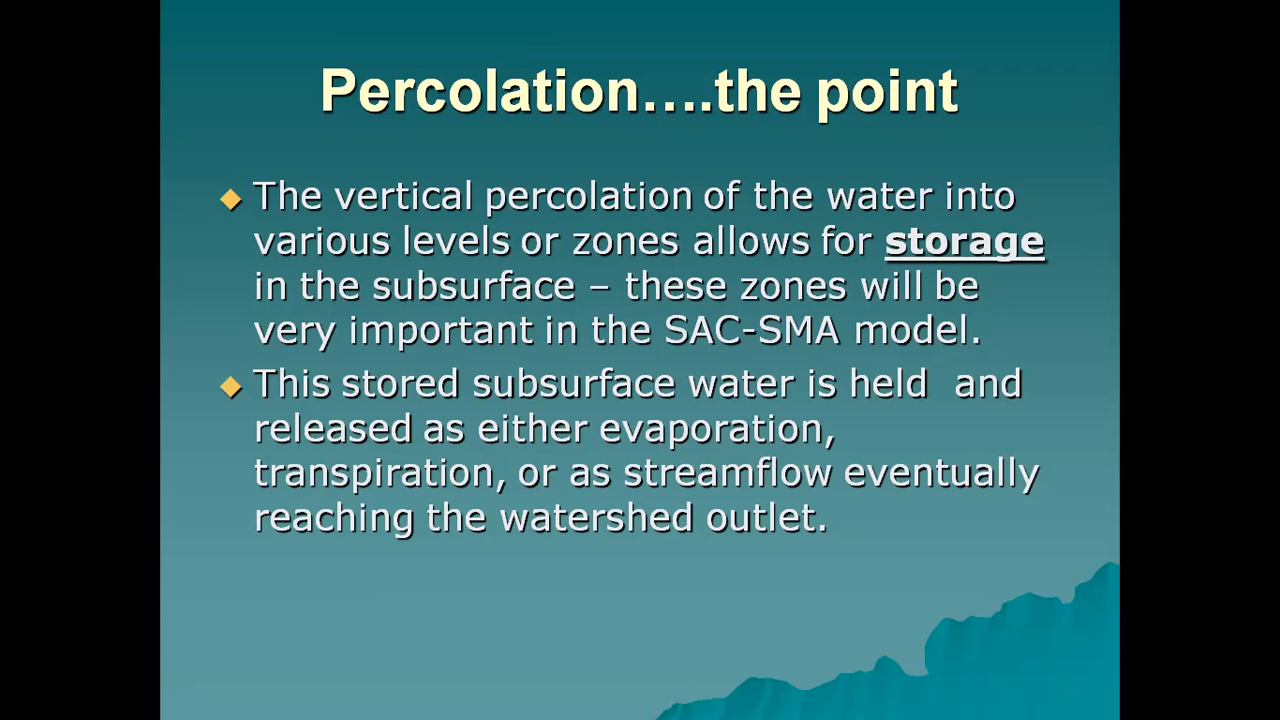 Percolation….the point
The vertical percolation of the water into
various levels or zones allows for storage
in the subsurface – these zones will be
very important in the SAC-SMA model.
This stored subsurface water is held  and
released as either evaporation,
transpiration, or as streamflow eventually
reaching the watershed outlet.